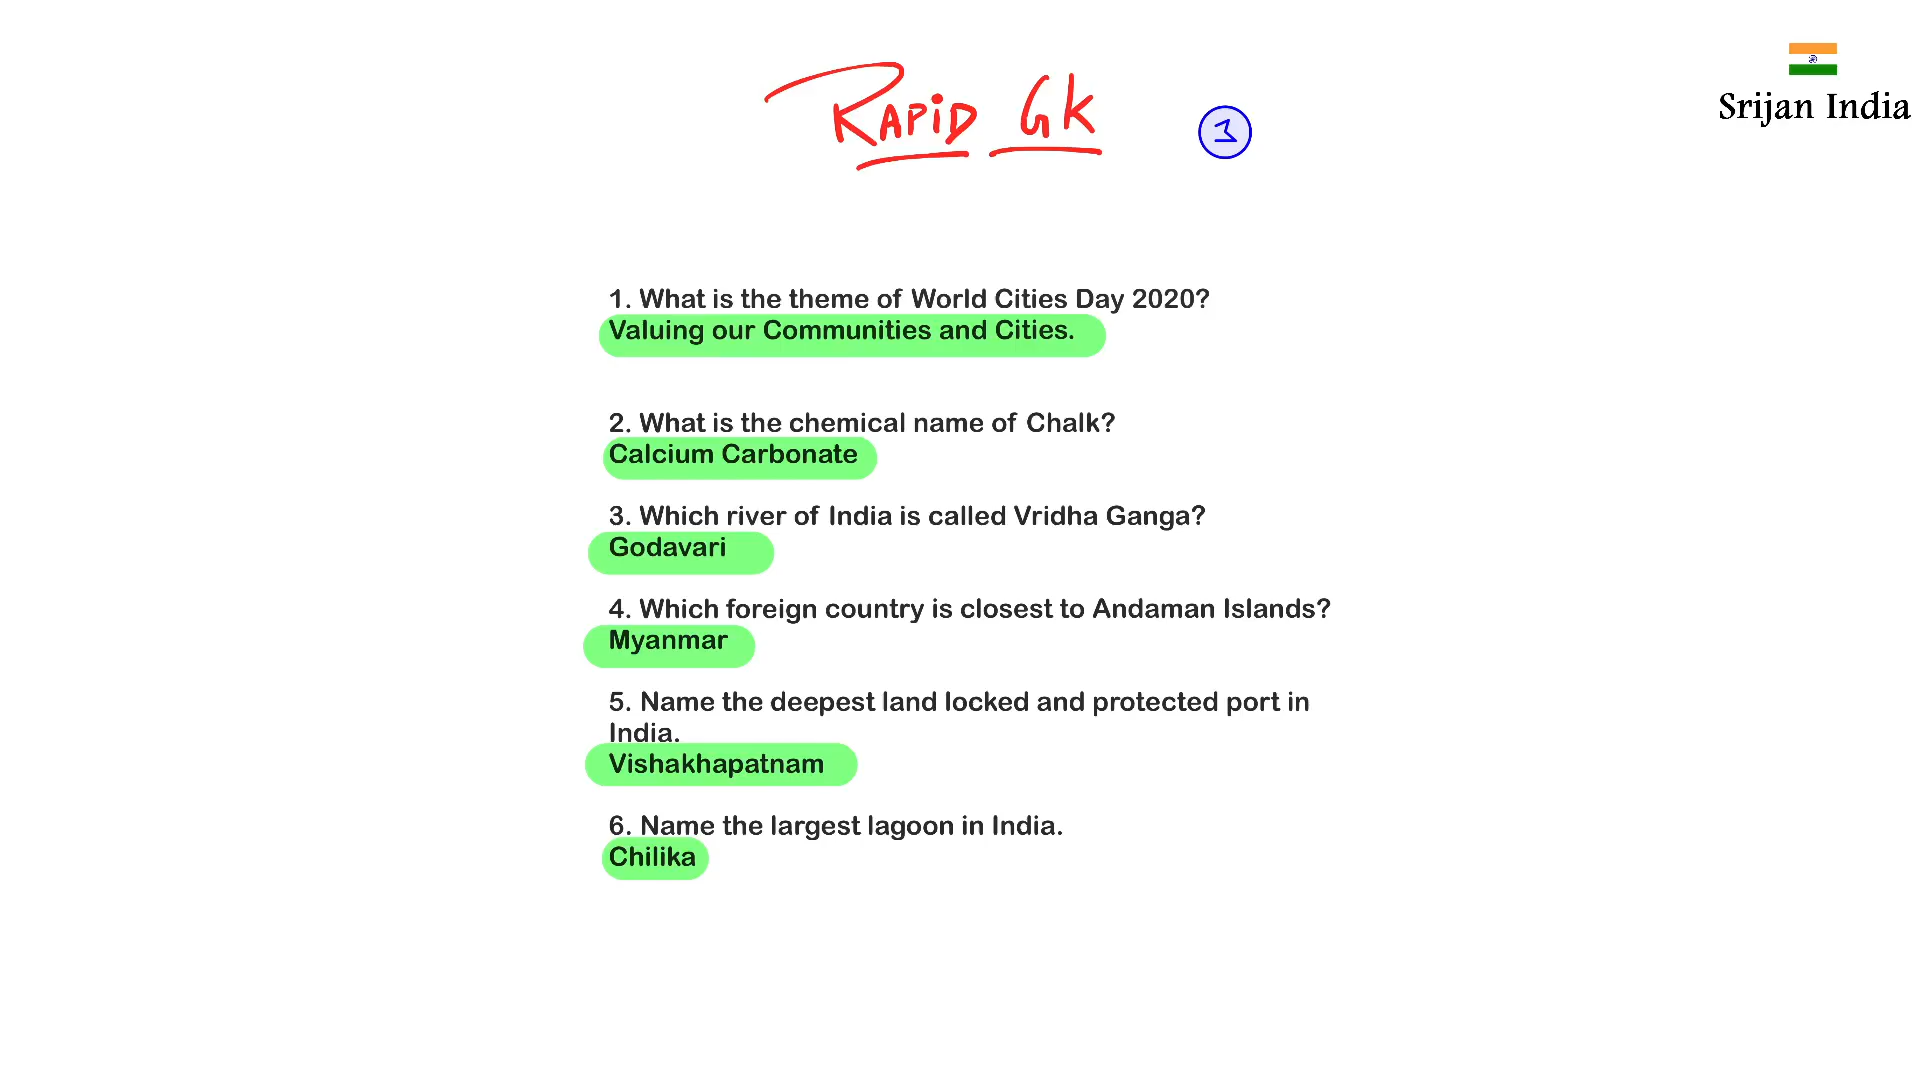 RAPID GK
Srijan India
1. What is the theme of World Cities Day 2020?
Valuing our Communities and Cities.
2. What is the chemical name of Chalk?
Calcium Carbonate
3. Which river of India is called Vridha Ganga?
Godavari
4. Which foreign country is closest to Andaman Islands?
Myanmar
5. Name the deepest land locked and protected port in
India.
Vishakhapatnam
6. Name the largest lagoon in India.
Chilika